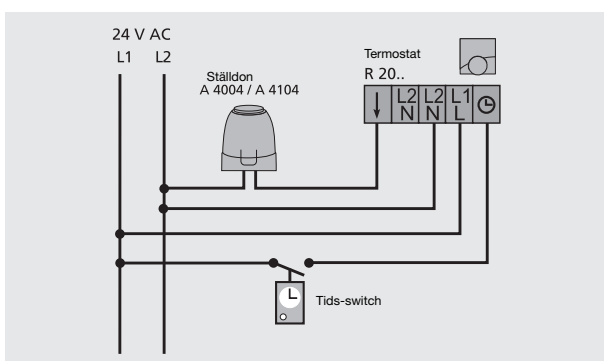 24 V AC
L1 L2
Ställdon
A 4004 / A 4104
Termostat
R 20..
L2 L2 L1
N N L
Tids-switch